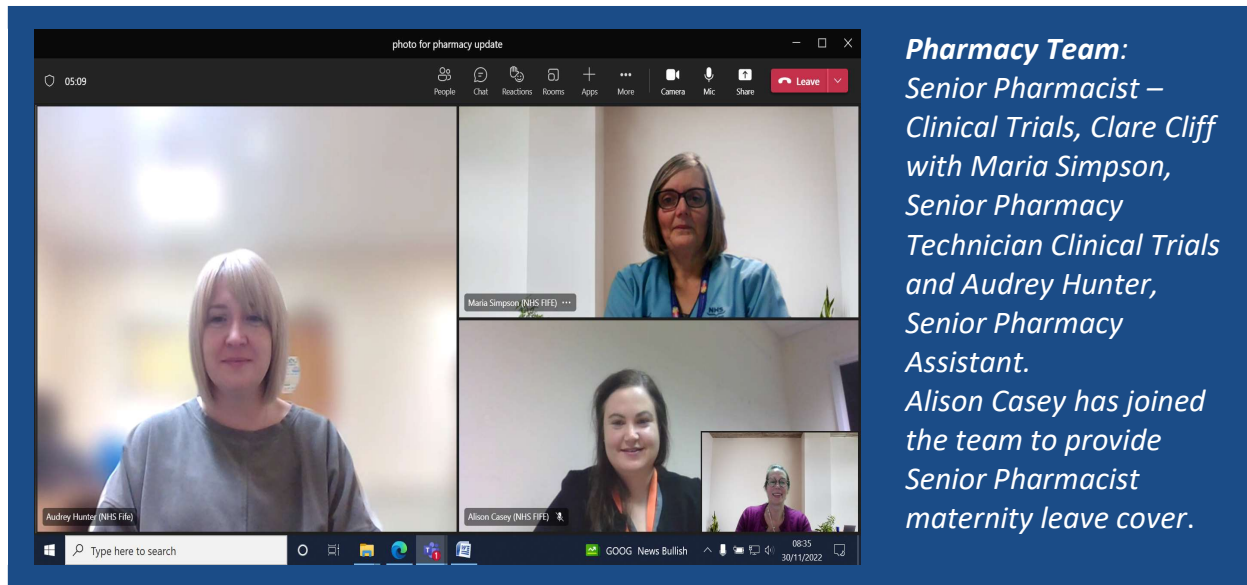 photo for pharmacy update
05:09
People Chat Reactions Rooms Apps More Camera Mic Share Leave
Maria Simpson (NHS FIFE)
NHS
Audrey Hunter (NHS Fife)
Alison Casey (NHS FIFE)
Type here to search
GOOG News Bullish
08:35
30/11/2022
Pharmacy Team:
Senior Pharmacist –
Clinical Trials, Clare Cliff
with Maria Simpson,
Senior Pharmacy
Technician Clinical Trials
and Audrey Hunter,
Senior Pharmacy
Assistant.
Alison Casey has joined
the team to provide
Senior Pharmacist
maternity leave cover.